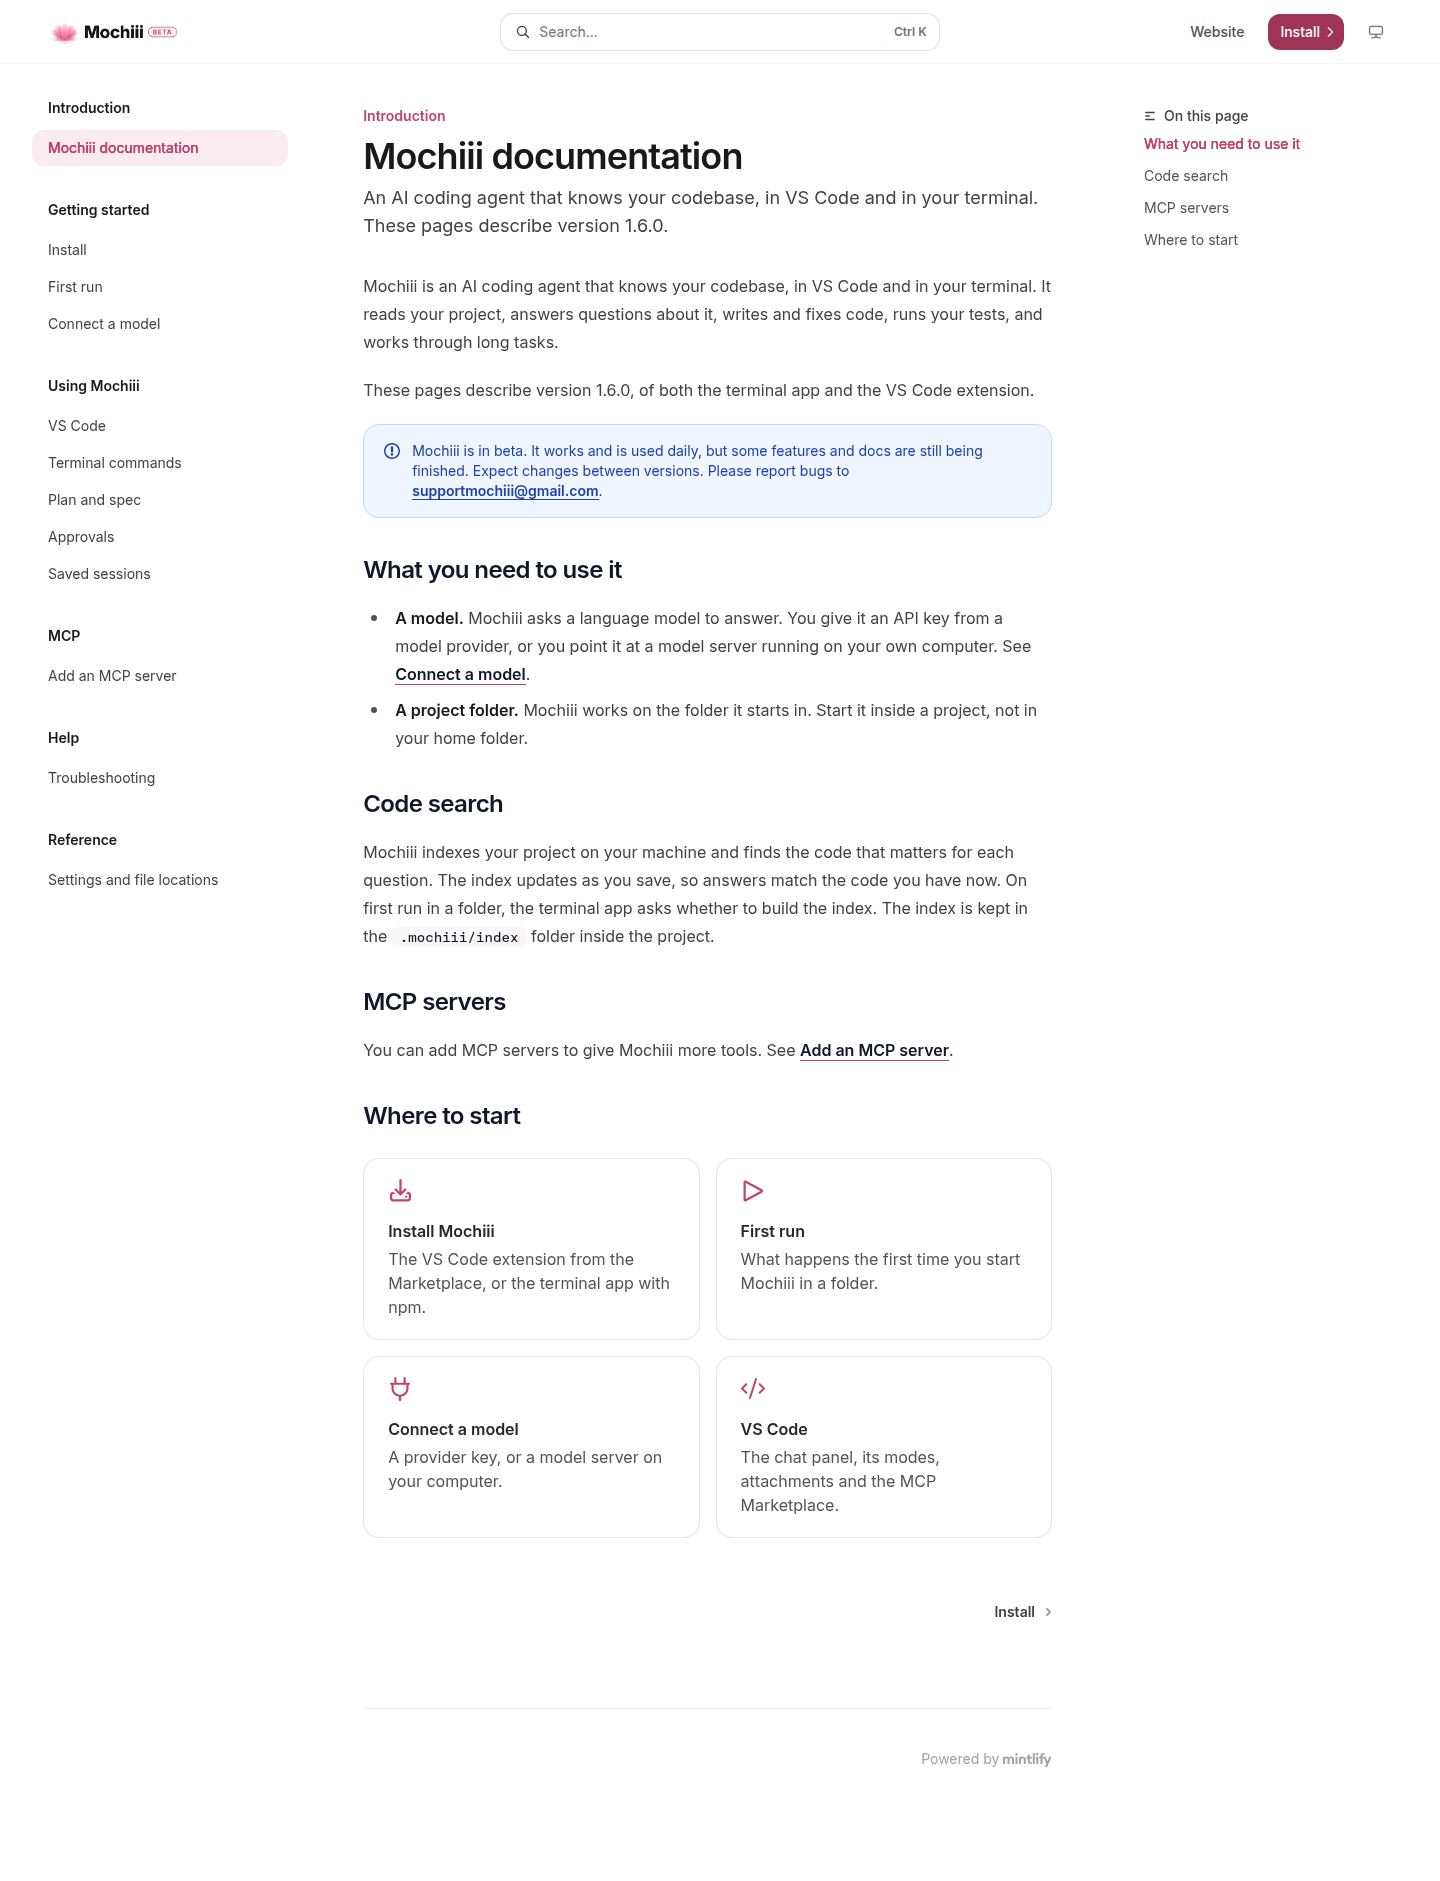 Mochiii BETA
Search...
Ctrl K
Website
Install
Introduction
Mochiii documentation
Getting started
Install
First run
Connect a model
Using Mochiii
VS Code
Terminal commands
Plan and spec
Approvals
Saved sessions
MCP
Add an MCP server
Help
Troubleshooting
Reference
Settings and file locations
Introduction
Mochiii documentation
An AI coding agent that knows your codebase, in VS Code and in your terminal.
These pages describe version 1.6.0.
Mochiii is an AI coding agent that knows your codebase, in VS Code and in your terminal. It
reads your project, answers questions about it, writes and fixes code, runs your tests, and
works through long tasks.
These pages describe version 1.6.0, of both the terminal app and the VS Code extension.
Mochiii is in beta. It works and is used daily, but some features and docs are still being
finished. Expect changes between versions. Please report bugs to
supportmochiii@gmail.com.
What you need to use it
A model. Mochiii asks a language model to answer. You give it an API key from a
model provider, or you point it at a model server running on your own computer. See
Connect a model.
A project folder. Mochiii works on the folder it starts in. Start it inside a project, not in
your home folder.
Code search
Mochiii indexes your project on your machine and finds the code that matters for each
question. The index updates as you save, so answers match the code you have now. On
first run in a folder, the terminal app asks whether to build the index. The index is kept in
the .mochiii/index folder inside the project.
MCP servers
You can add MCP servers to give Mochiii more tools. See Add an MCP server.
Where to start
Install Mochiii
The VS Code extension from the
Marketplace, or the terminal app with
npm.
First run
What happens the first time you start
Mochiii in a folder.
Connect a model
A provider key, or a model server on
your computer.
VS Code
The chat panel, its modes,
attachments and the MCP
Marketplace.
Install
Powered by mintlify
On this page
What you need to use it
Code search
MCP servers
Where to start